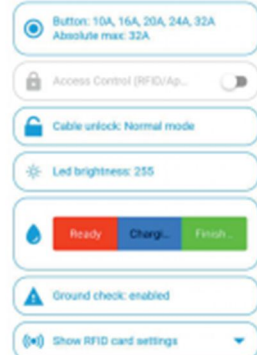 Button: 10A, 16A, 20A, 24A, 32A
Absolute max: 32A
Access Control (RFID/Ap...
Cable unlock: Normal mode
Led brightness: 255
Ready Chargi... Finish...
Ground check: enabled
Show RFID card settings